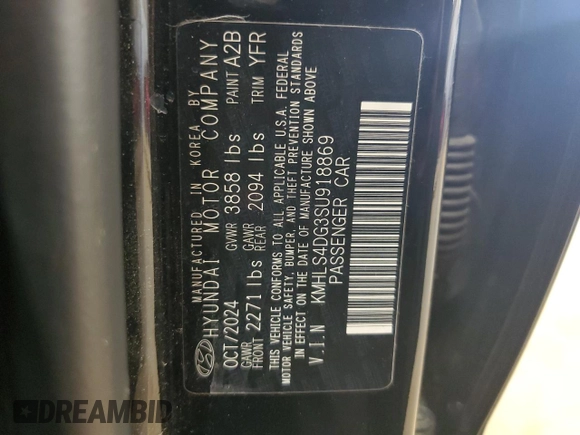 MANUFACTURED IN KOREA BY
HYUNDAI MOTOR COMPANY
OCT/2024 GVWR 3858 lbs PAINT A2B
GAWR FRONT 2271 lbs GAWR REAR 2094 lbs TRIM YFR
THIS VEHICLE CONFORMS TO ALL APPLICABLE U.S.A. FEDERAL
MOTOR VEHICLE SAFETY, BUMPER, AND THEFT PREVENTION STANDARDS
IN EFFECT ON THE DATE OF MANUFACTURE SHOWN ABOVE
V.I.N KMHLS4DG3SU918869
PASSENGER CAR
DREAMBID